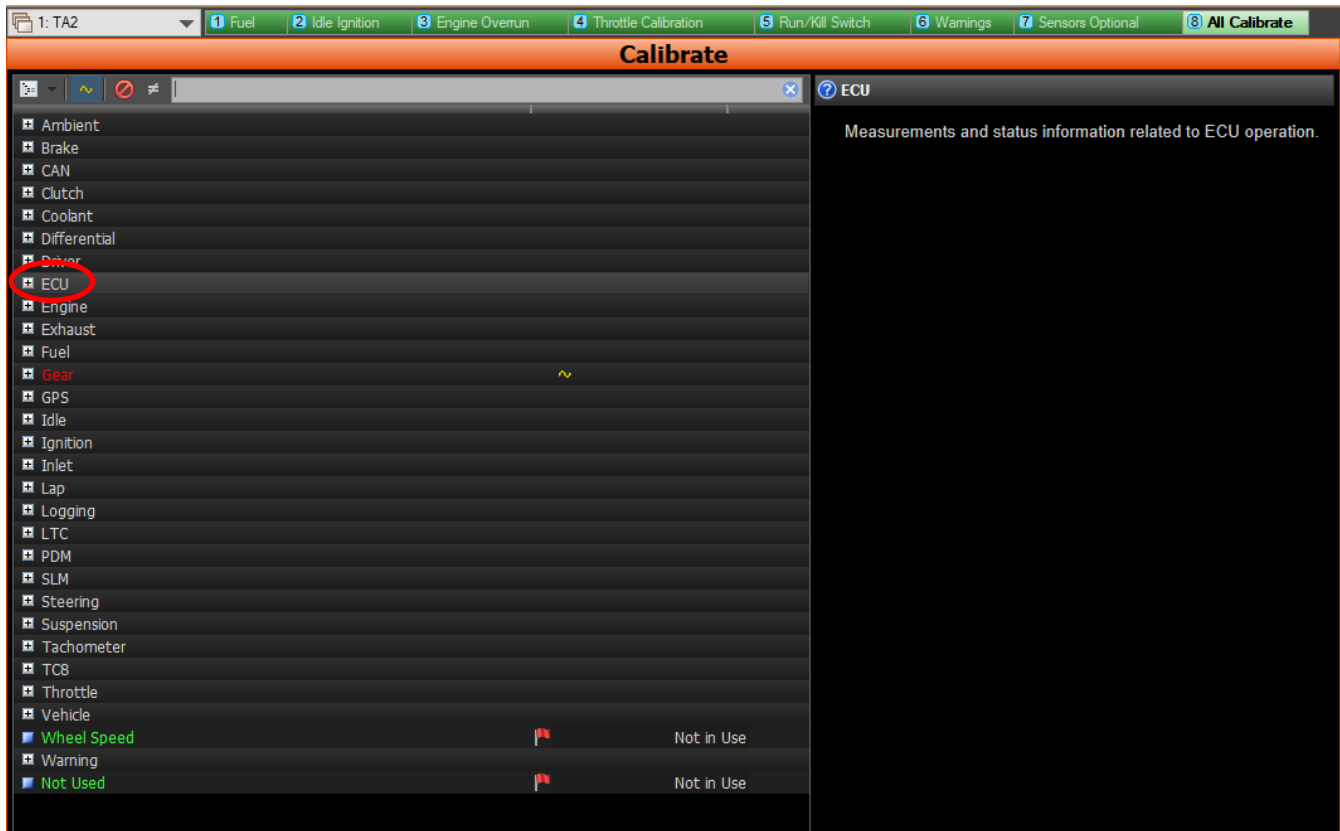 1: TA2 1 Fuel 2 Idle Ignition 3 Engine Overrun 4 Throttle Calibration 5 Run/Kill Switch 6 Warnings 7 Sensors Optional 8 All Calibrate
Calibrate
ECU
Measurements and status information related to ECU operation.
Ambient
Brake
CAN
Clutch
Coolant
Differential
Driver
ECU
Engine
Exhaust
Fuel
Gear
GPS
Idle
Ignition
Inlet
Lap
Logging
LTC
PDM
SLM
Steering
Suspension
Tachometer
TC8
Throttle
Vehicle
Wheel Speed Not in Use
Warning
Not Used Not in Use